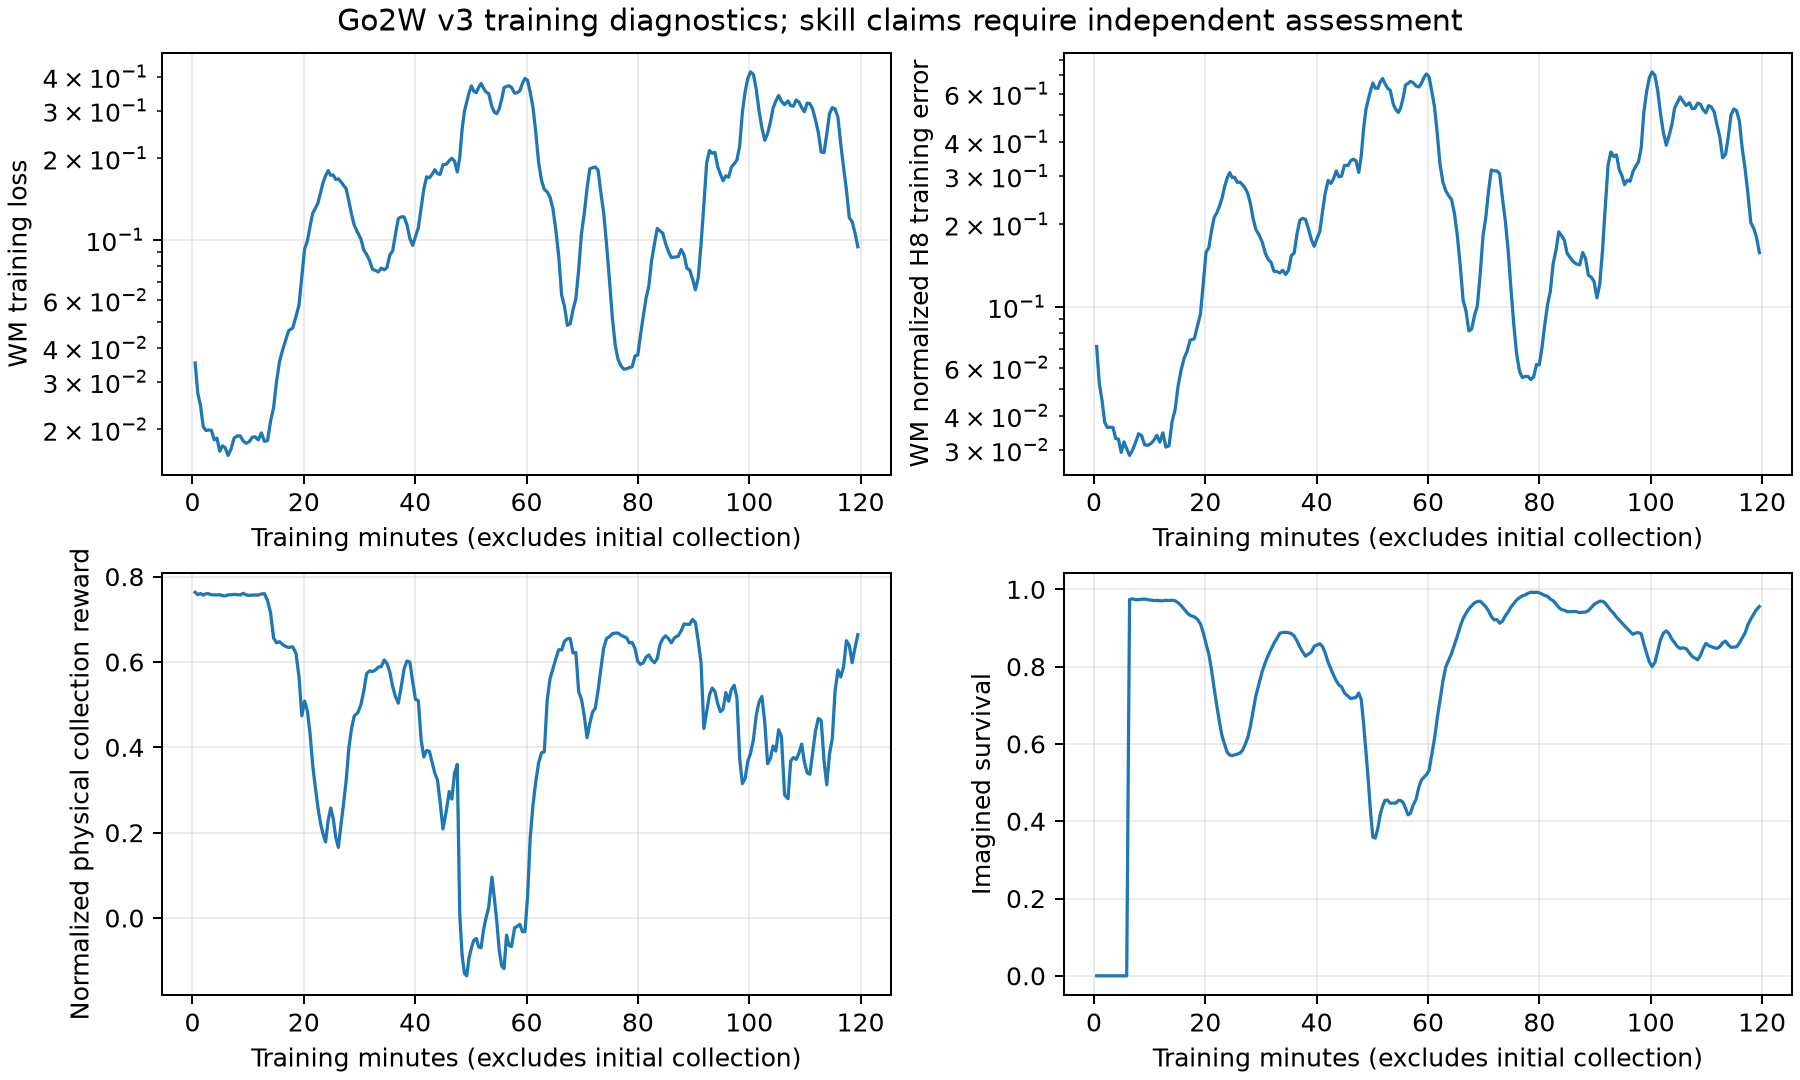 Go2W v3 training diagnostics; skill claims require independent assessment
WM training loss
4 × 10⁻¹
3 × 10⁻¹
2 × 10⁻¹
10⁻¹
6 × 10⁻²
4 × 10⁻²
3 × 10⁻²
2 × 10⁻²
0 20 40 60 80 100 120
Training minutes (excludes initial collection)
WM normalized H8 training error
6 × 10⁻¹
4 × 10⁻¹
3 × 10⁻¹
2 × 10⁻¹
10⁻¹
6 × 10⁻²
4 × 10⁻²
3 × 10⁻²
0 20 40 60 80 100 120
Training minutes (excludes initial collection)
Normalized physical collection reward
0.8
0.6
0.4
0.2
0.0
0 20 40 60 80 100 120
Training minutes (excludes initial collection)
Imagined survival
1.0
0.8
0.6
0.4
0.2
0.0
0 20 40 60 80 100 120
Training minutes (excludes initial collection)